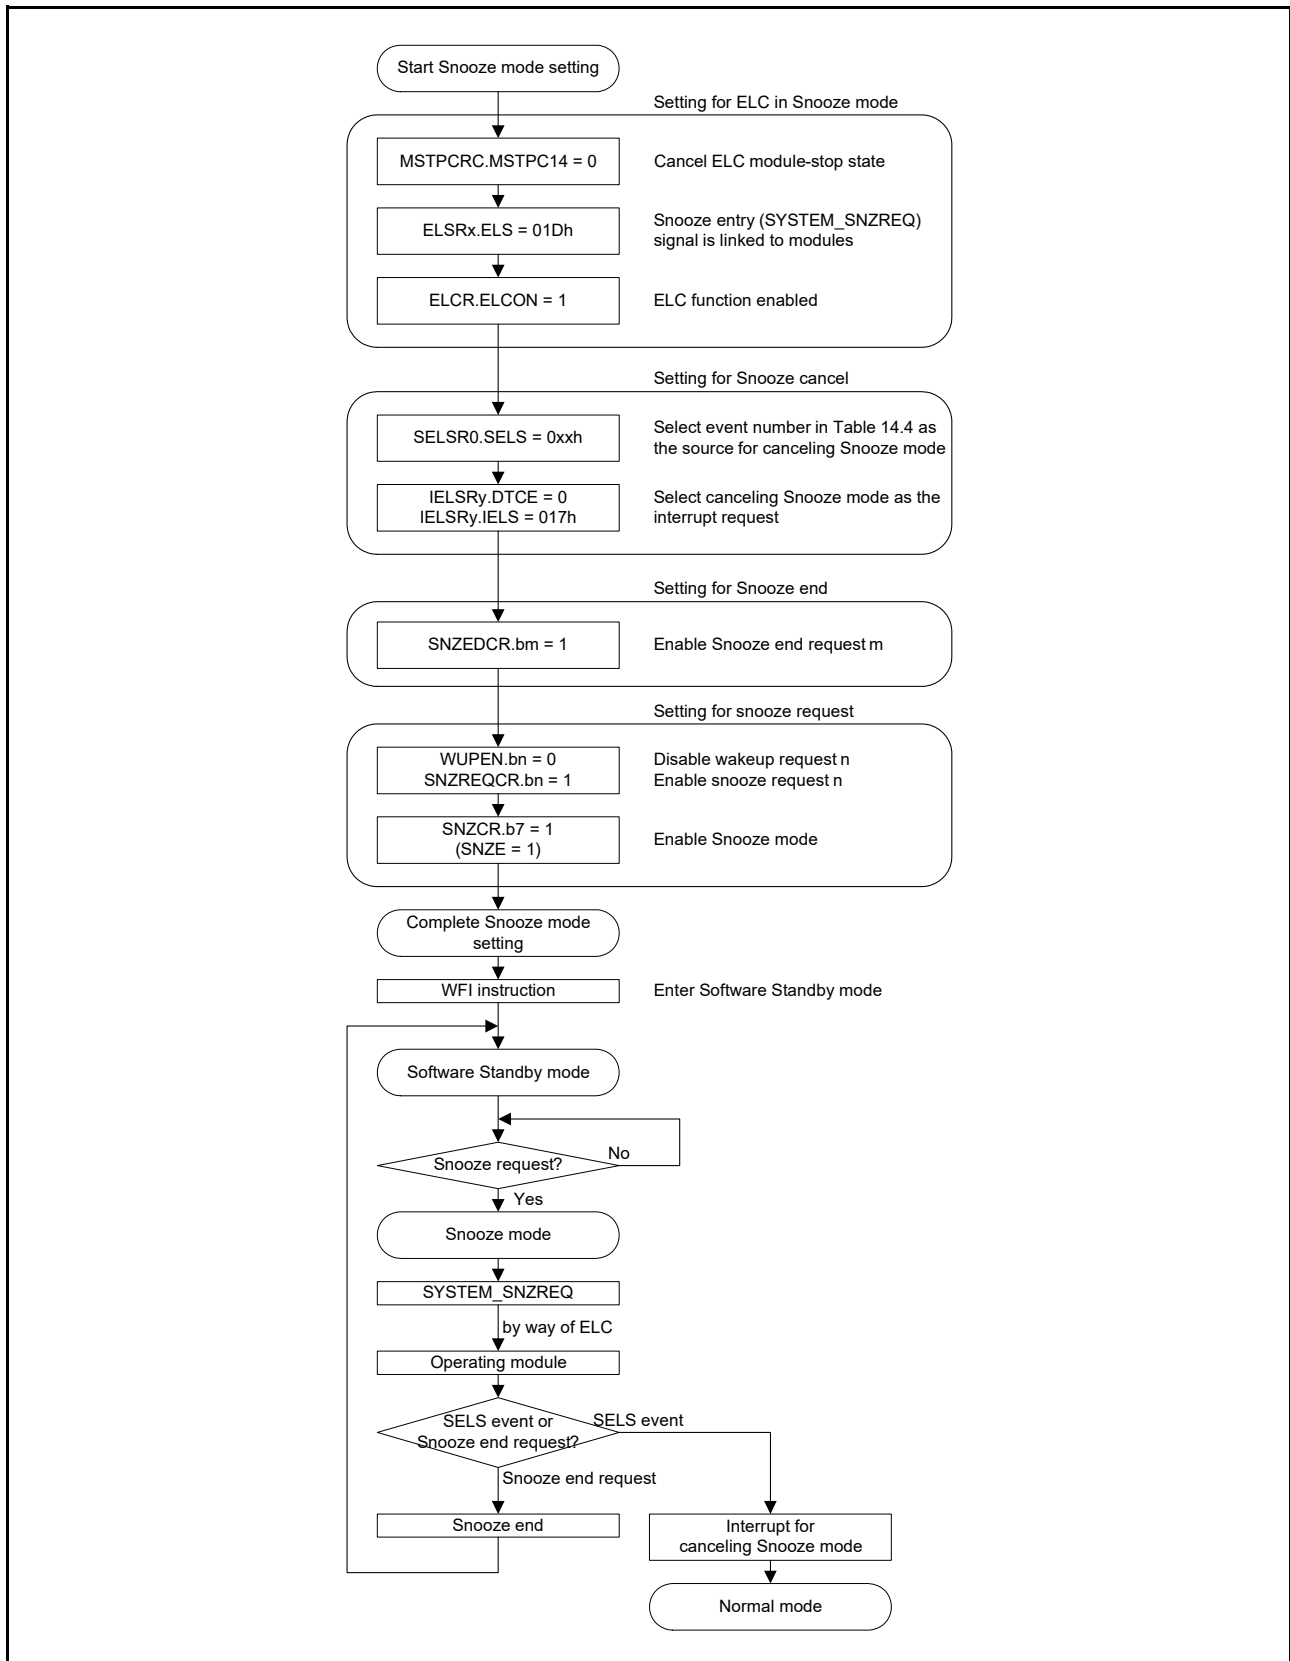 Start Snooze mode setting
Setting for ELC in Snooze mode
MSTPCRC.MSTPC14 = 0
Cancel ELC module-stop state
ELSRx.ELS = 01Dh
Snooze entry (SYSTEM_SNZREQ)
signal is linked to modules
ELCR.ELCON = 1
ELC function enabled
Setting for Snooze cancel
SELSR0.SELS = 0xxh
Select event number in Table 14.4 as
the source for canceling Snooze mode
IELSRy.DTCE = 0
IELSRy.IELS = 017h
Select canceling Snooze mode as the
interrupt request
Setting for Snooze end
SNZEDCR.bm = 1
Enable Snooze end request m
Setting for snooze request
WUPEN.bn = 0
SNZREQCR.bn = 1
Disable wakeup request n
Enable snooze request n
SNZCR.b7 = 1
(SNZE = 1)
Enable Snooze mode
Complete Snooze mode
setting
WFI instruction
Enter Software Standby mode
Software Standby mode
Snooze request?
No
Yes
Snooze mode
SYSTEM_SNZREQ
by way of ELC
Operating module
SELS event or
Snooze end request?
SELS event
Snooze end request
Snooze end
Interrupt for
canceling Snooze mode
Normal mode